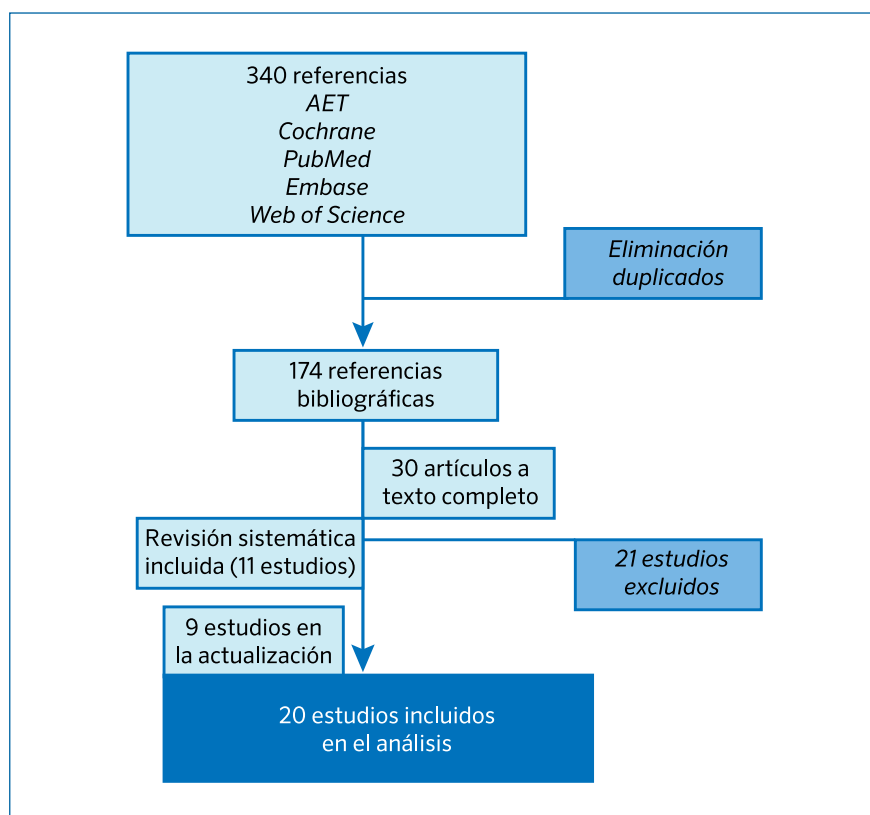 340 referencias
AET
Cochrane
PubMed
Embase
Web of Science
Eliminación
duplicados
174 referencias
bibliográficas
30 artículos a
texto completo
Revisión sistemática
incluida (11 estudios)
21 estudios
excluidos
9 estudios en
la actualización
20 estudios incluidos
en el análisis